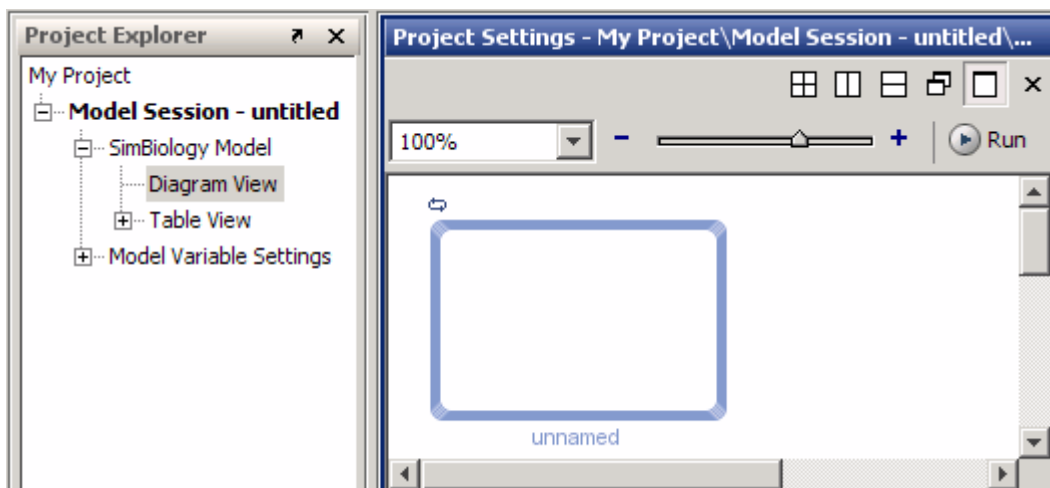 Project Explorer
My Project
Model Session - untitled
SimBiology Model
Diagram View
Table View
Model Variable Settings
Project Settings - My Project\Model Session - untitled\...
100%
Run
unnamed